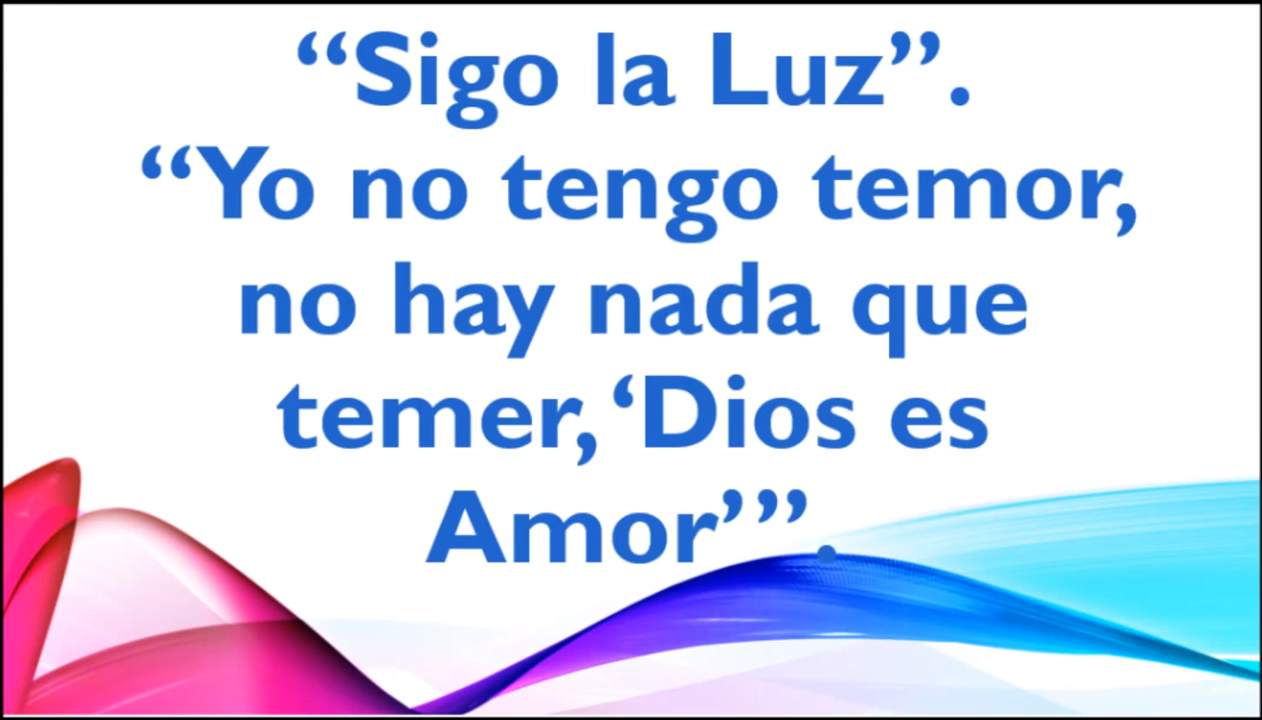 “Sigo la Luz”.
“Yo no tengo temor,
no hay nada que
temer, ‘Dios es
Amor’”.